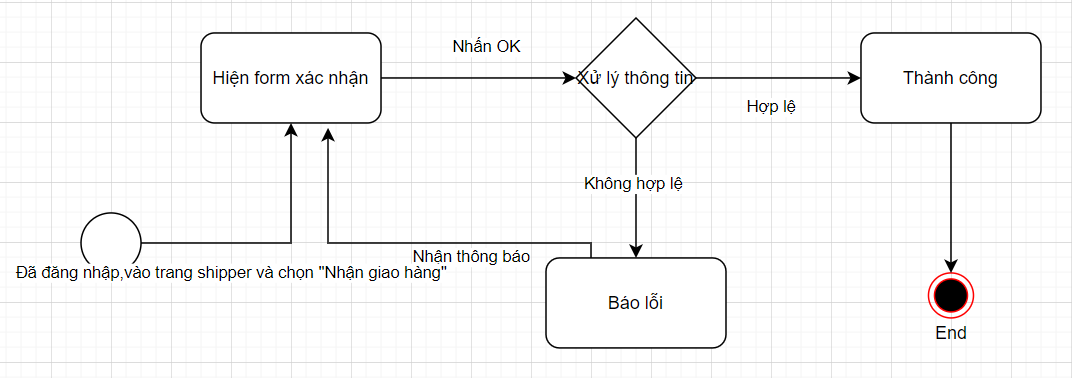 Nhấn OK
Hiện form xác nhận
Xử lý thông tin
Thành công
Hợp lệ
Không hợp lệ
Nhận thông báo
Đã đăng nhập,vào trang shipper và chọn "Nhận giao hàng"
Báo lỗi
End